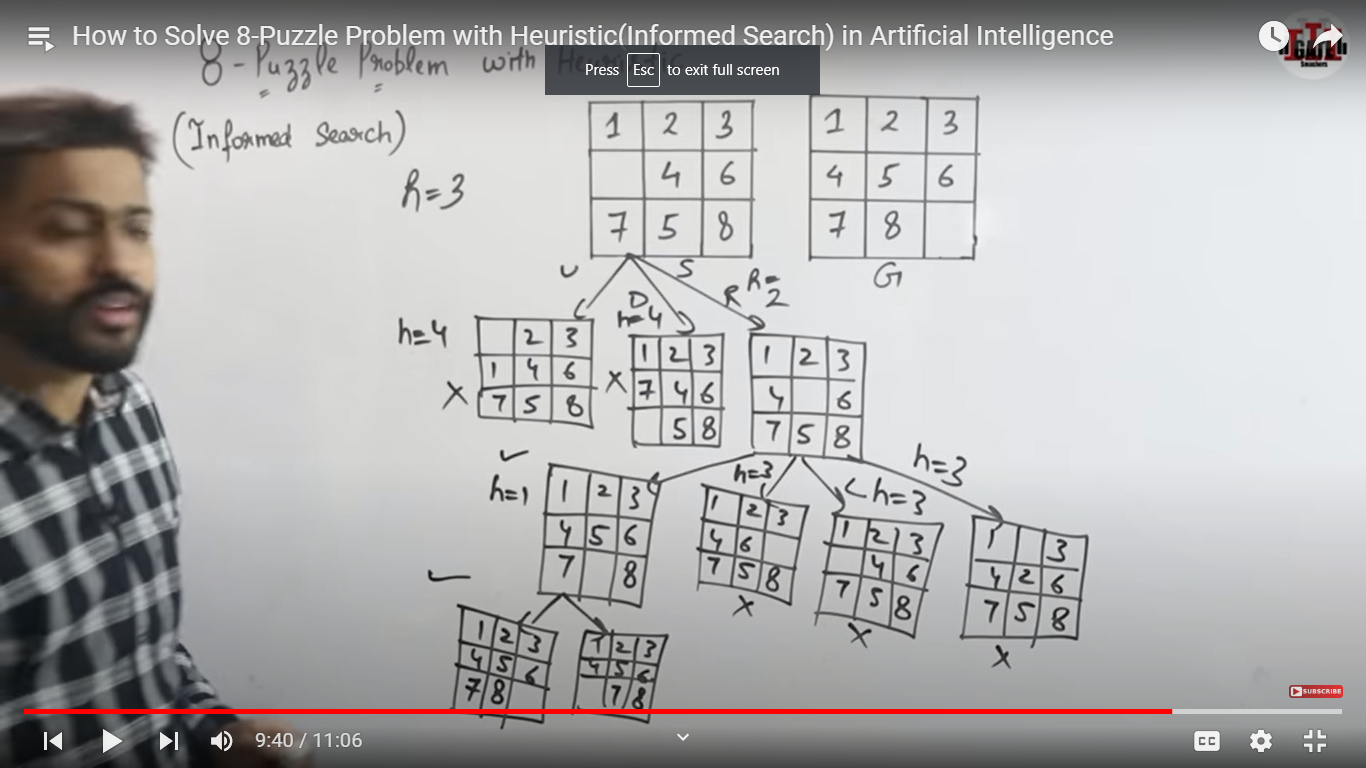 How to Solve 8-Puzzle Problem with Heuristic(Informed Search) in Artificial Intelligence
Press Esc to exit full screen
8-Puzzle Problem with
(Informed Search)
h=3
1 2 3
4 6
7 5 8
S
1 2 3
4 5 6
7 8
G
U
D
R h=2
h=4
2 3
1 4 6
7 5 8
X
h=4
1 2 3
7 4 6
5 8
X
1 2 3
4 6
7 5 8
h=1
1 2 3
4 5 6
7 8
h=3
1 2 3
4 6
7 5 8
X
h=3
1 2 3
4 6
7 5 8
X
h=3
1 3
4 2 6
7 5 8
X
1 2 3
4 5 6
7 8
1 2 3
4 5 6
7 8
SUBSCRIBE
9:40 / 11:06
CC